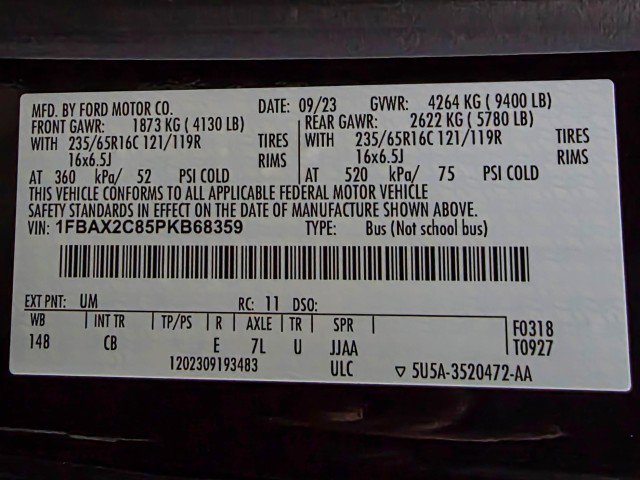 MFD. BY FORD MOTOR CO. DATE: 09/23 GVWR: 4264 KG ( 9400 LB)
FRONT GAWR: 1873 KG ( 4130 LB) REAR GAWR: 2622 KG ( 5780 LB)
WITH 235/65R16C 121/119R TIRES WITH 235/65R16C 121/119R TIRES
16x6.5J RIMS 16x6.5J RIMS
AT 360 kPa/ 52 PSI COLD AT 520 kPa/ 75 PSI COLD
THIS VEHICLE CONFORMS TO ALL APPLICABLE FEDERAL MOTOR VEHICLE
SAFETY STANDARDS IN EFFECT ON THE DATE OF MANUFACTURE SHOWN ABOVE.
VIN: 1FBAX2C85PKB68359 TYPE: Bus (Not school bus)
EXT PNT: UM RC: 11 DSO:
WB INT TR TP/PS R AXLE TR SPR F0318
148 CB E 7L U JJAA T0927
1202309193483 ULC ▽ 5U5A-3520472-AA